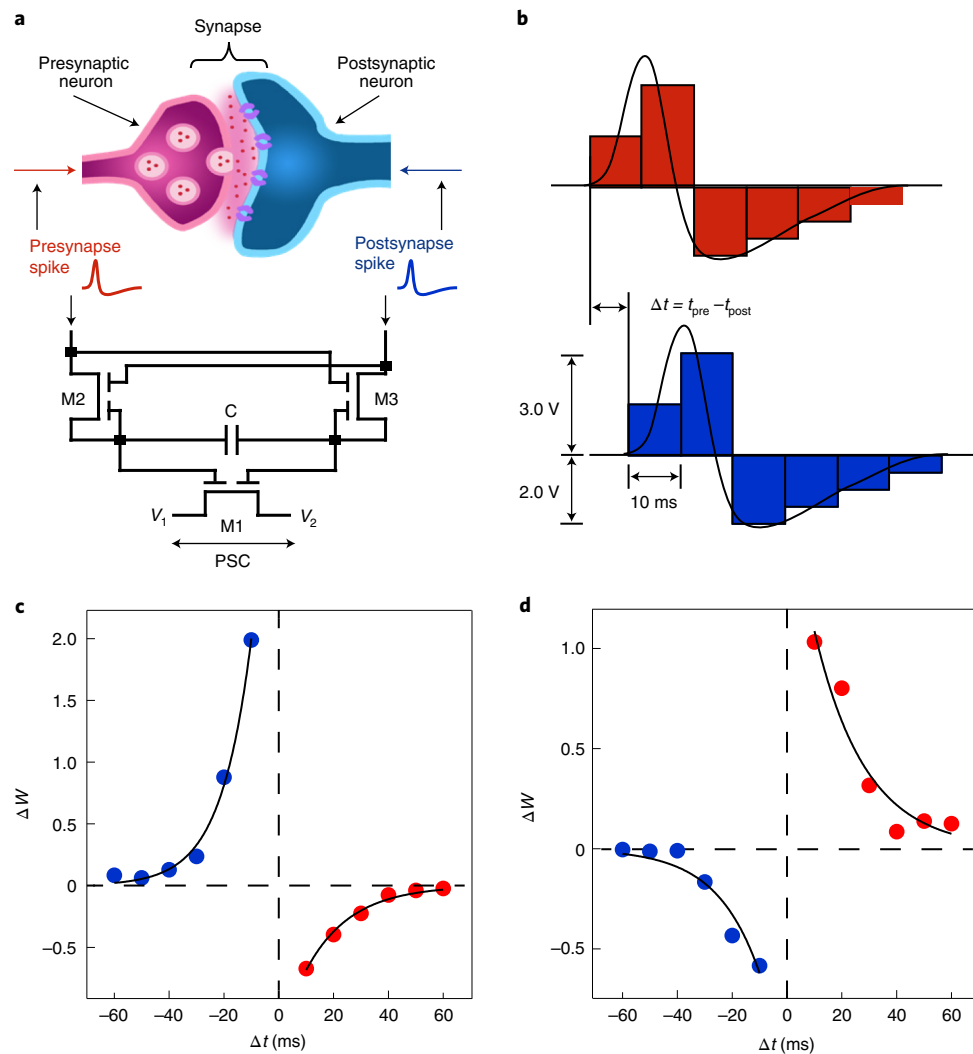 a
Synapse
Presynaptic
neuron
Postsynaptic
neuron
Presynapse
spike
Postsynapse
spike
M2
M3
C
V1
M1
V2
PSC
b
Δt = tpre − tpost
3.0 V
2.0 V
10 ms
c
2.0
1.5
1.0
0.5
0
−0.5
ΔW
−60
−40
−20
0
20
40
60
Δt (ms)
d
1.0
0.5
0
−0.5
ΔW
−60
−40
−20
0
20
40
60
Δt (ms)